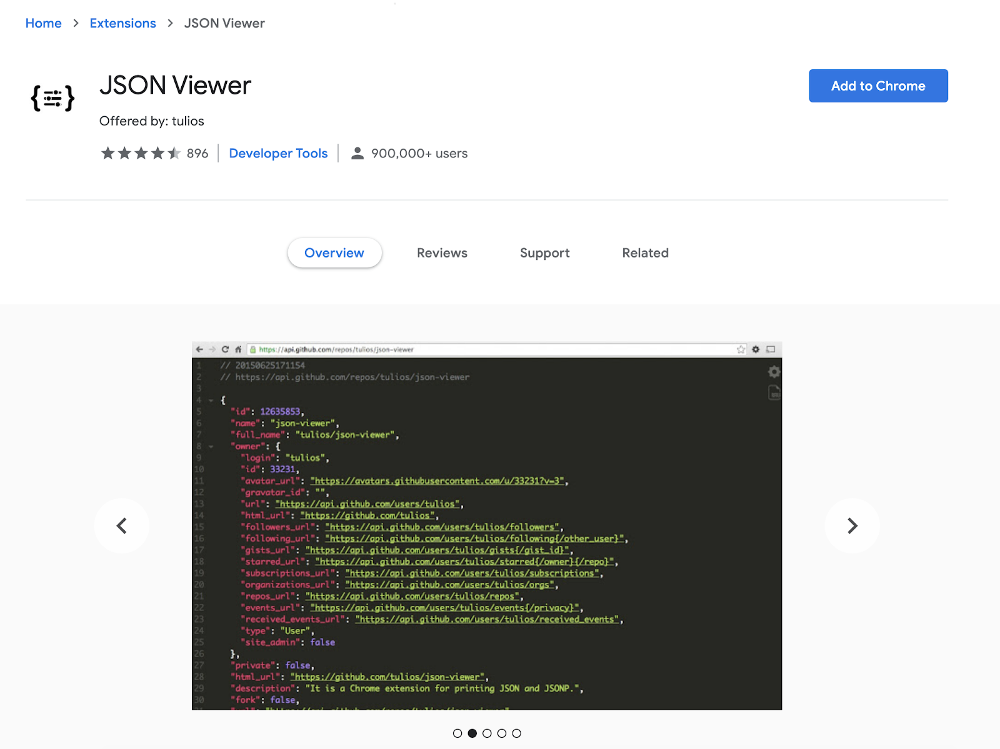 Home > Extensions > JSON Viewer
JSON Viewer
Add to Chrome
Offered by: tulios
896 | Developer Tools | 900,000+ users
Overview Reviews Support Related
https://api.github.com/repos/tulios/json-viewer
1 // 20150625171154
2 // https://api.github.com/repos/tulios/json-viewer
3
4 {
5 "id": 12635853,
6 "name": "json-viewer",
7 "full_name": "tulios/json-viewer",
8 "owner": {
9 "login": "tulios",
10 "id": 33231,
11 "avatar_url": "https://avatars.githubusercontent.com/u/33231?v=3",
12 "gravatar_id": "",
13 "url": "https://api.github.com/users/tulios",
14 "html_url": "https://github.com/tulios",
15 "followers_url": "https://api.github.com/users/tulios/followers",
16 "following_url": "https://api.github.com/users/tulios/following{/other_user}",
17 "gists_url": "https://api.github.com/users/tulios/gists{/gist_id}",
18 "starred_url": "https://api.github.com/users/tulios/starred{/owner}{/repo}",
19 "subscriptions_url": "https://api.github.com/users/tulios/subscriptions",
20 "organizations_url": "https://api.github.com/users/tulios/orgs",
21 "repos_url": "https://api.github.com/users/tulios/repos",
22 "events_url": "https://api.github.com/users/tulios/events{/privacy}",
23 "received_events_url": "https://api.github.com/users/tulios/received_events",
24 "type": "User",
25 "site_admin": false
26 },
27 "private": false,
28 "html_url": "https://github.com/tulios/json-viewer",
29 "description": "It is a Chrome extension for printing JSON and JSONP.",
30 "fork": false,